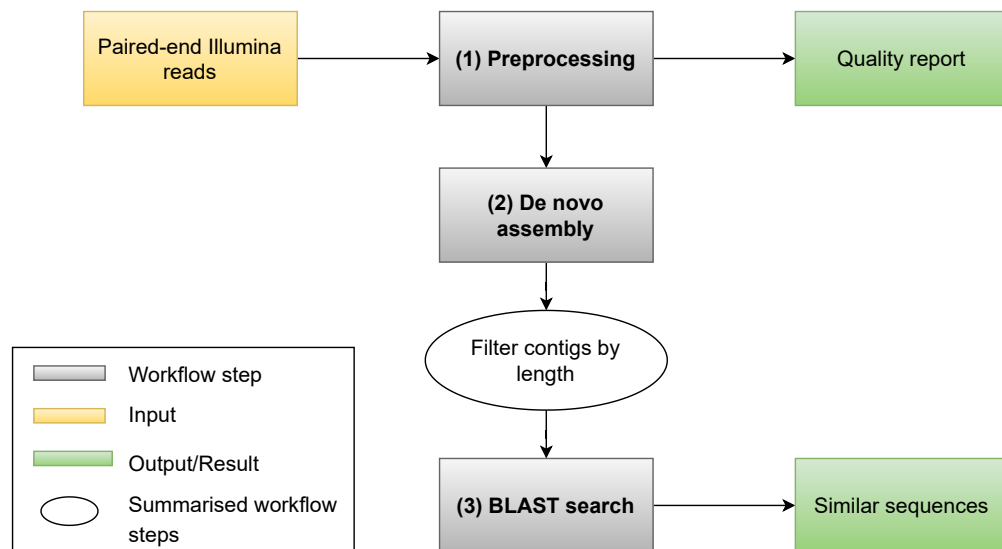 Paired-end Illumina
reads
(1) Preprocessing
Quality report
(2) De novo
assembly
Filter contigs by
length
Workflow step
Input
Output/Result
Summarised workflow
steps
(3) BLAST search
Similar sequences